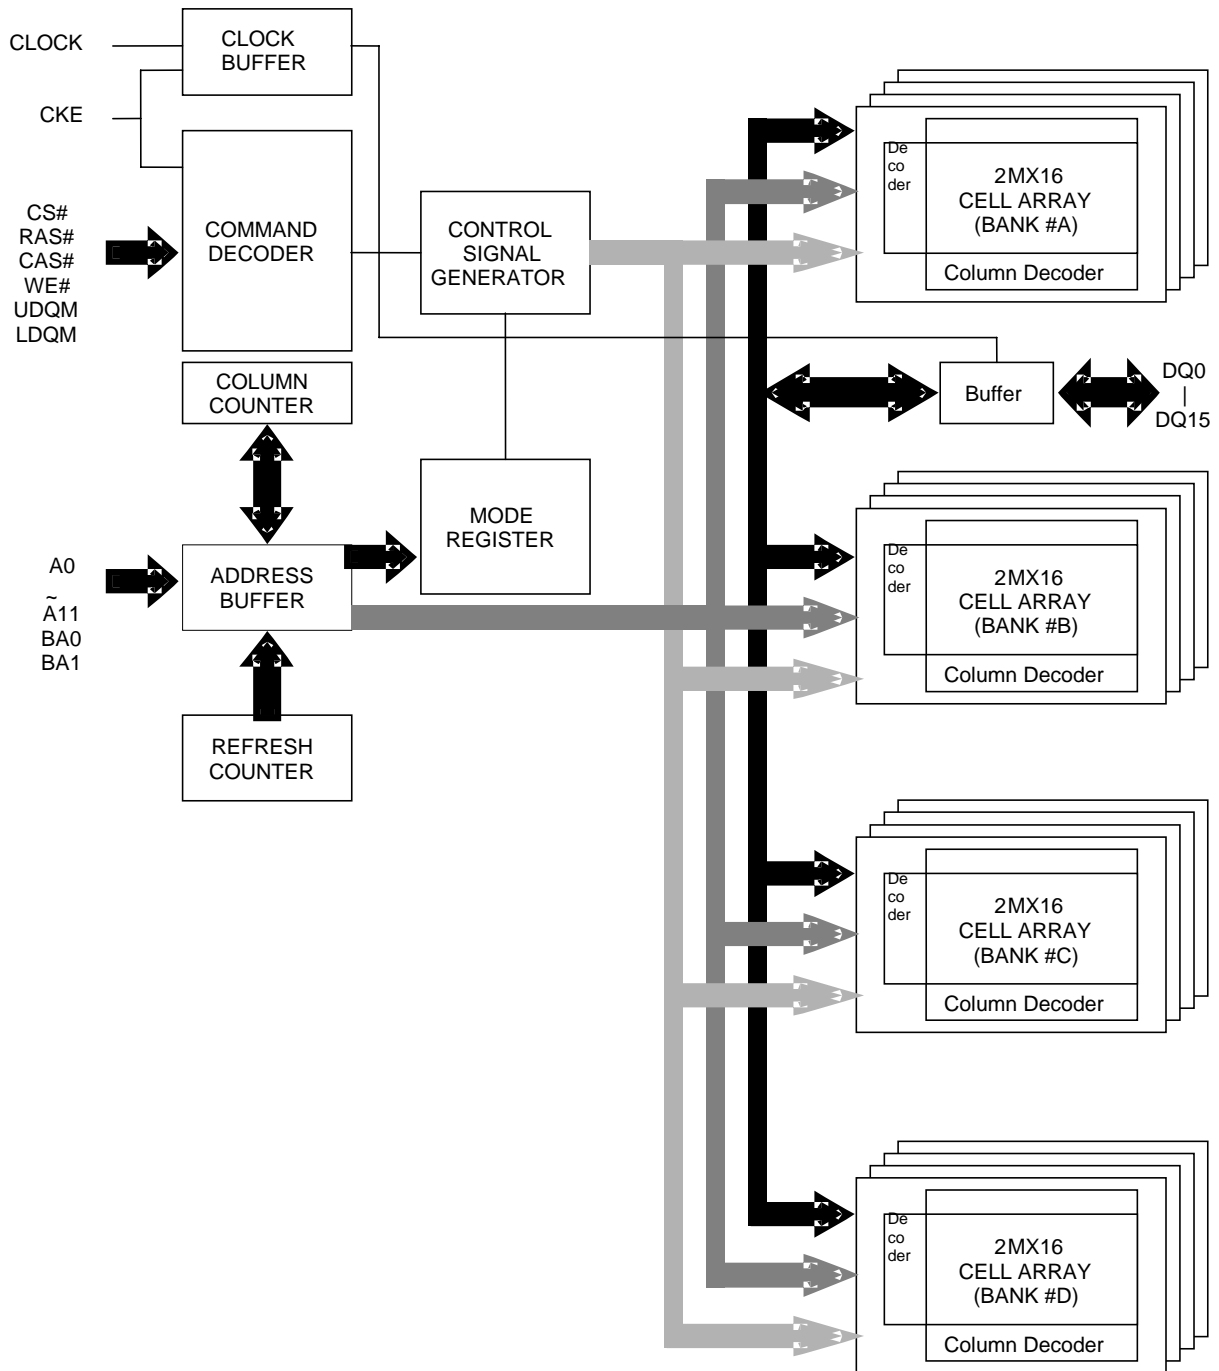 CLOCK
CLOCK
BUFFER
CKE
CS#
RAS#
CAS#
WE#
UDQM
LDQM
COMMAND
DECODER
CONTROL
SIGNAL
GENERATOR
COLUMN
COUNTER
MODE
REGISTER
A0
~
A11
BA0
BA1
ADDRESS
BUFFER
REFRESH
COUNTER
De
co
der
2MX16
CELL ARRAY
(BANK #A)
Column Decoder
Buffer
DQ0
|
DQ15
De
co
der
2MX16
CELL ARRAY
(BANK #B)
Column Decoder
De
co
der
2MX16
CELL ARRAY
(BANK #C)
Column Decoder
De
co
der
2MX16
CELL ARRAY
(BANK #D)
Column Decoder